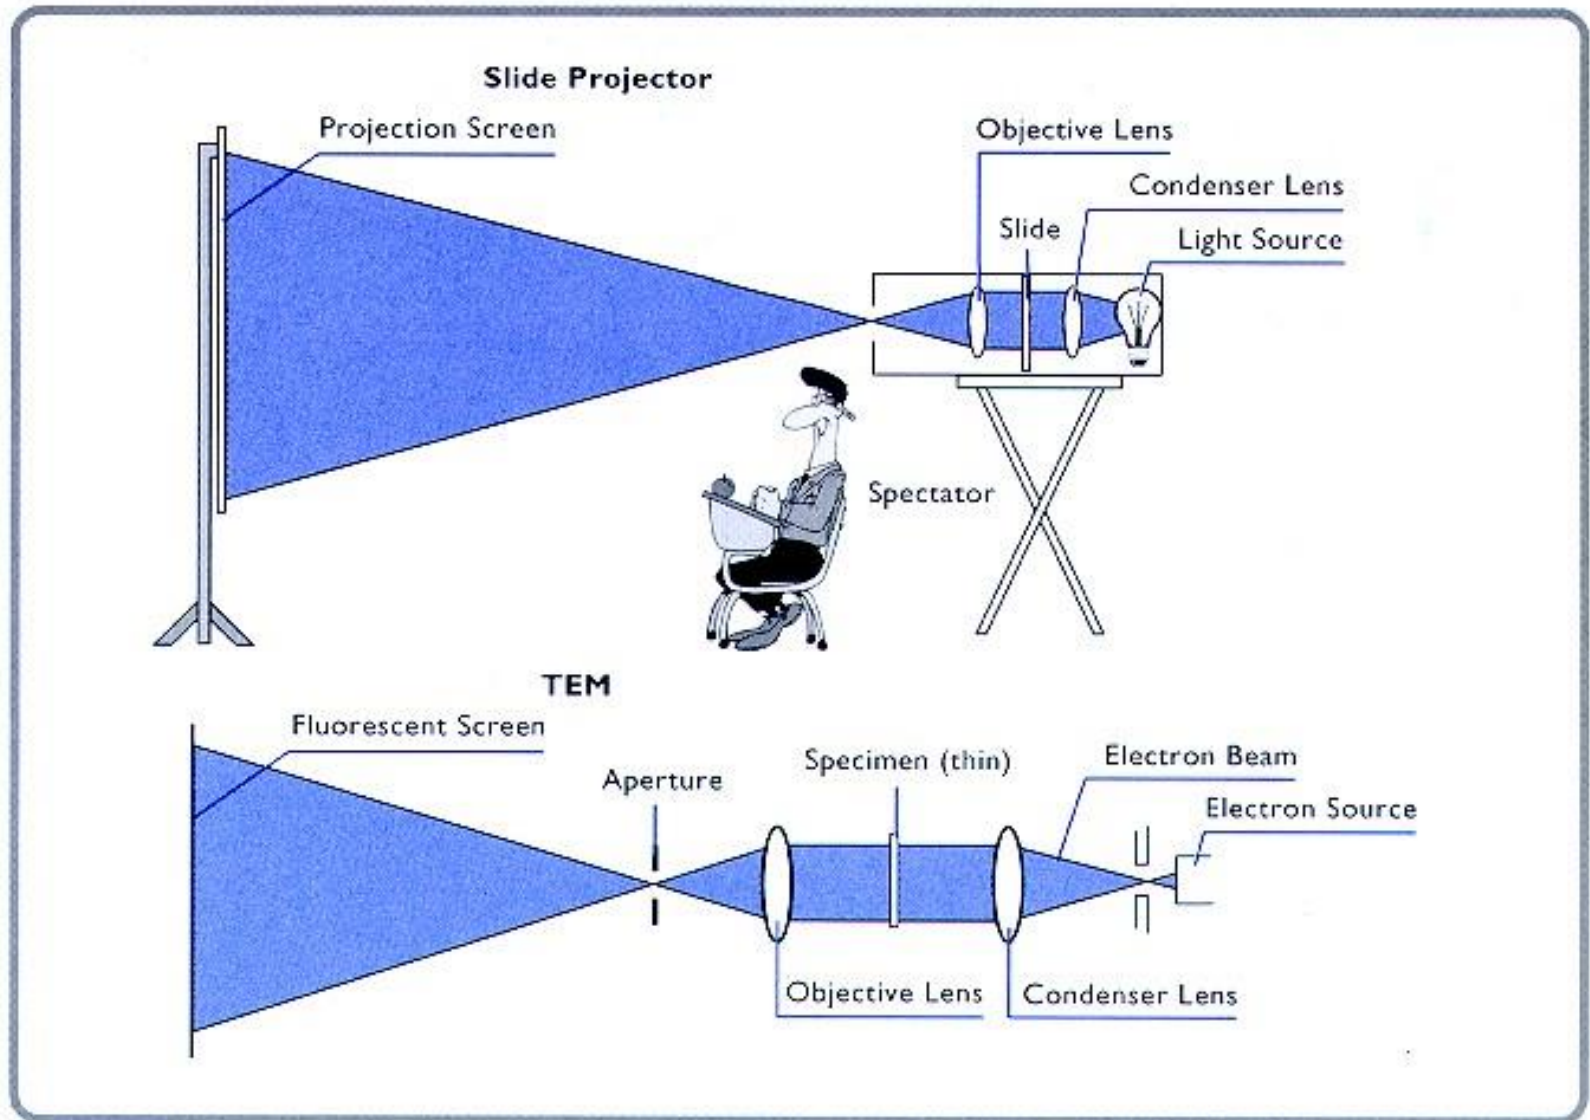 Slide Projector
Projection Screen
Objective Lens
Condenser Lens
Slide
Light Source
Spectator
TEM
Fluorescent Screen
Aperture
Specimen (thin)
Electron Beam
Electron Source
Objective Lens
Condenser Lens